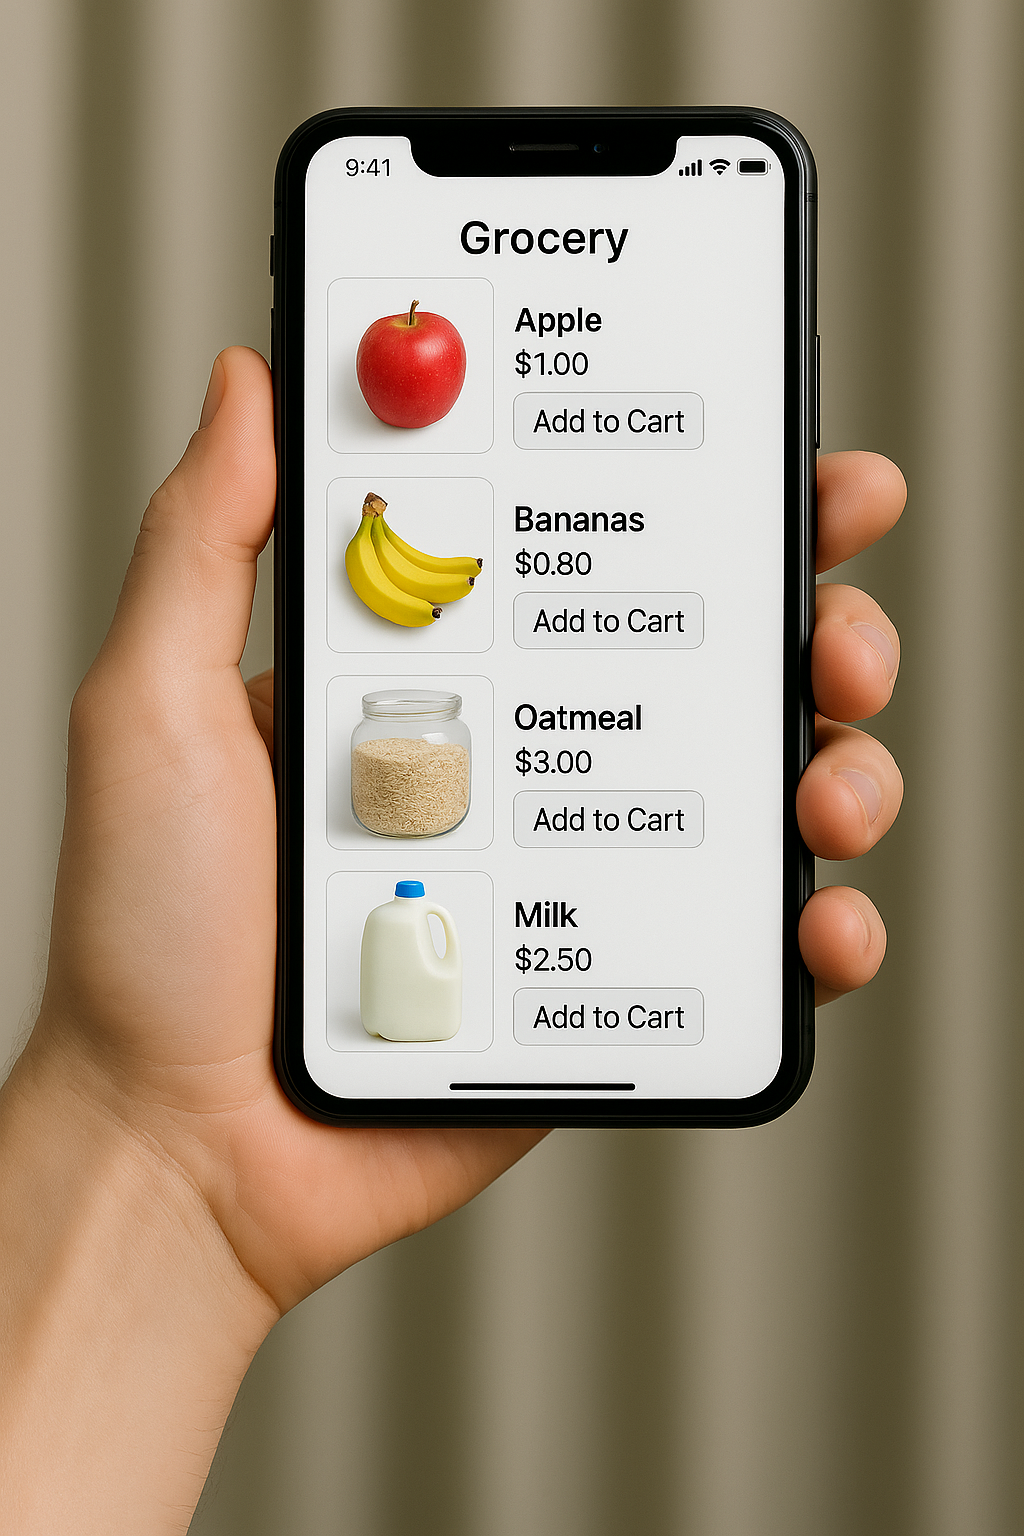 9:41
Grocery
Apple
$1.00
Add to Cart
Bananas
$0.80
Add to Cart
Oatmeal
$3.00
Add to Cart
Milk
$2.50
Add to Cart